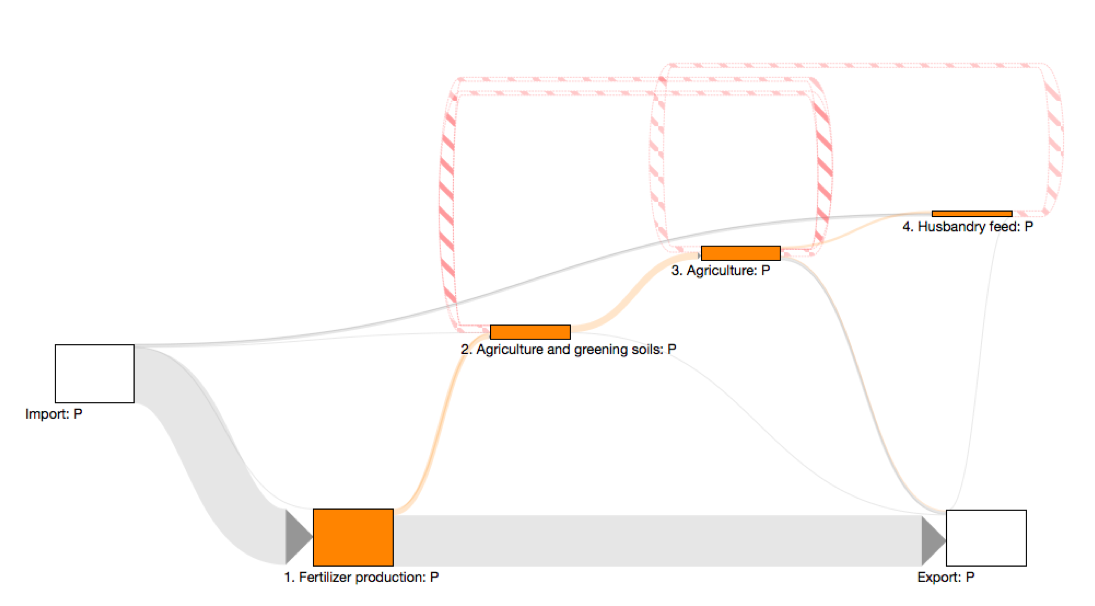 4. Husbandry feed: P
3. Agriculture: P
2. Agriculture and greening soils: P
Import: P
1. Fertilizer production: P
Export: P